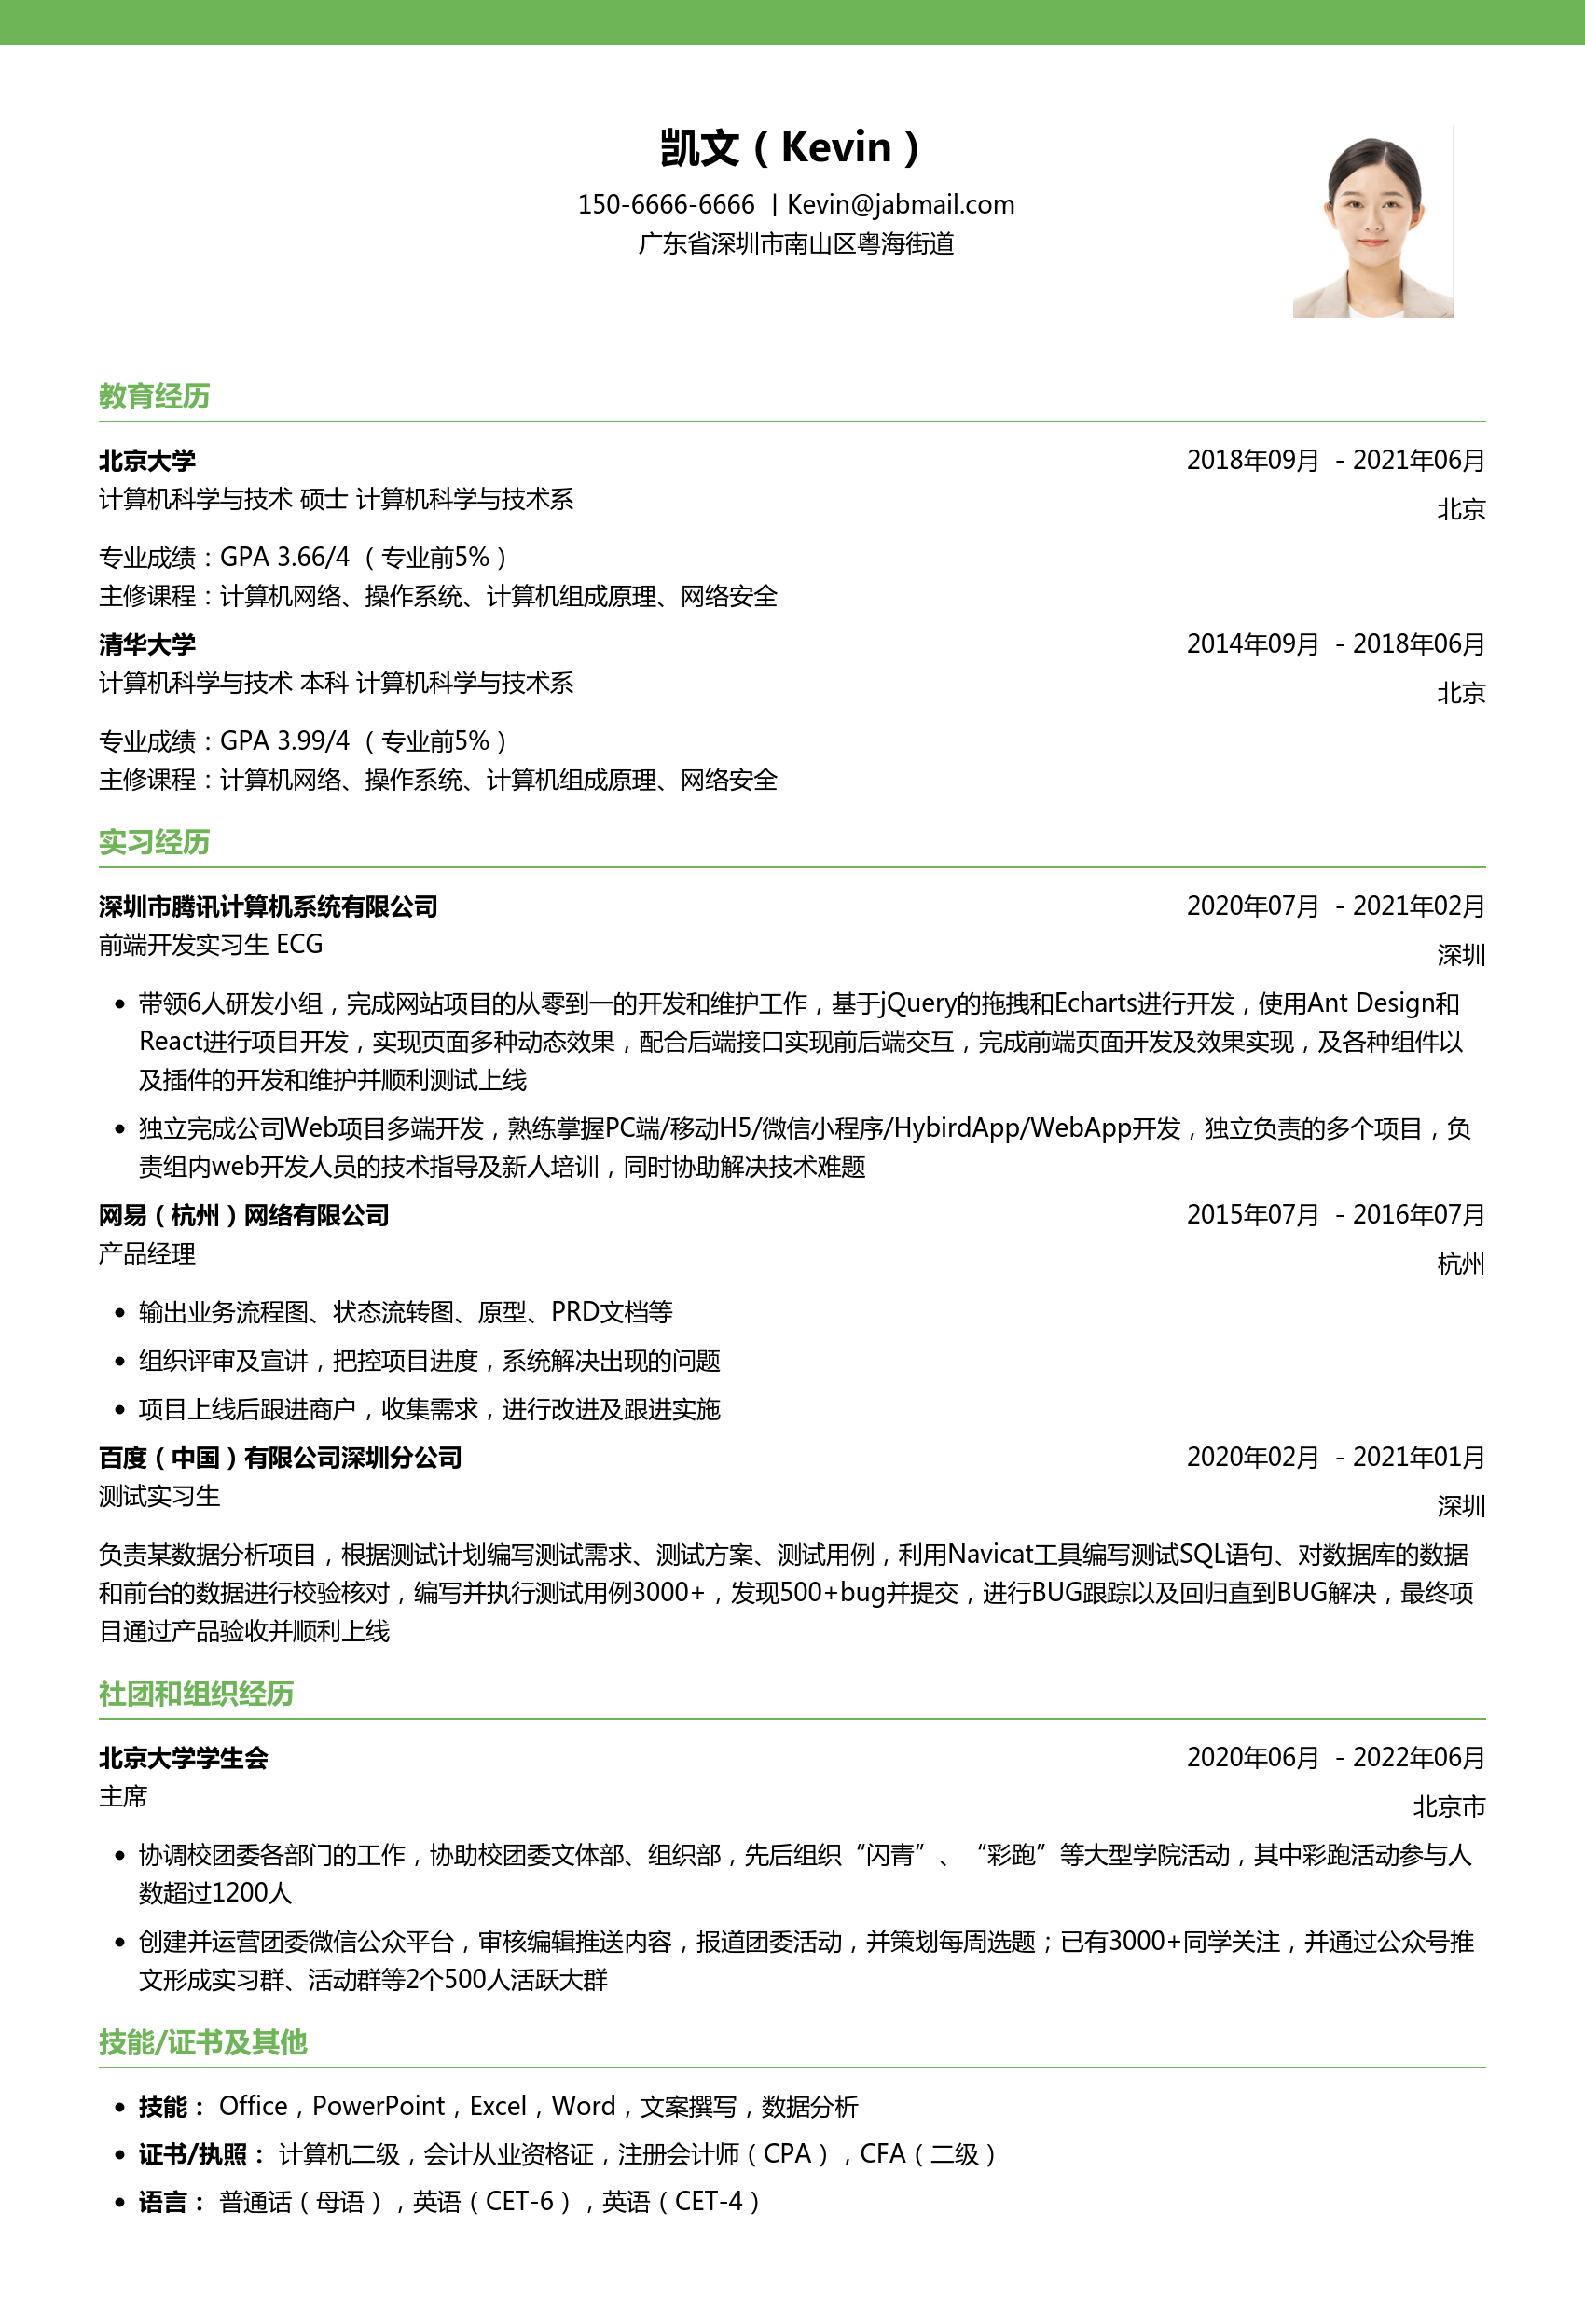 凯文（Kevin）
150-6666-6666 | Kevin@jabmail.com
广东省深圳市南山区粤海街道
教育经历
北京大学 2018年09月 - 2021年06月
计算机科学与技术 硕士 计算机科学与技术系 北京
专业成绩：GPA 3.66/4 （专业前5%）
主修课程：计算机网络、操作系统、计算机组成原理、网络安全
清华大学 2014年09月 - 2018年06月
计算机科学与技术 本科 计算机科学与技术系 北京
专业成绩：GPA 3.99/4 （专业前5%）
主修课程：计算机网络、操作系统、计算机组成原理、网络安全
实习经历
深圳市腾讯计算机系统有限公司 2020年07月 - 2021年02月
前端开发实习生 ECG 深圳
• 带领6人研发小组，完成网站项目的从零到一的开发和维护工作，基于jQuery的拖拽和Echarts进行开发，使用Ant Design和
React进行项目开发，实现页面多种动态效果，配合后端接口实现前后端交互，完成前端页面开发及效果实现，及各种组件以
及插件的开发和维护并顺利测试上线
• 独立完成公司Web项目多端开发，熟练掌握PC端/移动H5/微信小程序/HybirdApp/WebApp开发，独立负责的多个项目，负
责组内web开发人员的技术指导及新人培训，同时协助解决技术难题
网易（杭州）网络有限公司 2015年07月 - 2016年07月
产品经理 杭州
• 输出业务流程图、状态流转图、原型、PRD文档等
• 组织评审及宣讲，把控项目进度，系统解决出现的问题
• 项目上线后跟进商户，收集需求，进行改进及跟进实施
百度（中国）有限公司深圳分公司 2020年02月 - 2021年01月
测试实习生 深圳
负责某数据分析项目，根据测试计划编写测试需求、测试方案、测试用例，利用Navicat工具编写测试SQL语句、对数据库的数据
和前台的数据进行校验核对，编写并执行测试用例3000+，发现500+bug并提交，进行BUG跟踪以及回归直到BUG解决，最终项
目通过产品验收并顺利上线
社团和组织经历
北京大学学生会 2020年06月 - 2022年06月
主席 北京市
• 协调校团委各部门的工作，协助校团委文体部、组织部，先后组织“闪青”、“彩跑”等大型学院活动，其中彩跑活动参与人
数超过1200人
• 创建并运营团委微信公众平台，审核编辑推送内容，报道团委活动，并策划每周选题；已有3000+同学关注，并通过公众号推
文形成实习群、活动群等2个500人活跃大群
技能/证书及其他
• 技能： Office，PowerPoint，Excel，Word，文案撰写，数据分析
• 证书/执照： 计算机二级，会计从业资格证，注册会计师（CPA），CFA（二级）
• 语言： 普通话（母语），英语（CET-6），英语（CET-4）